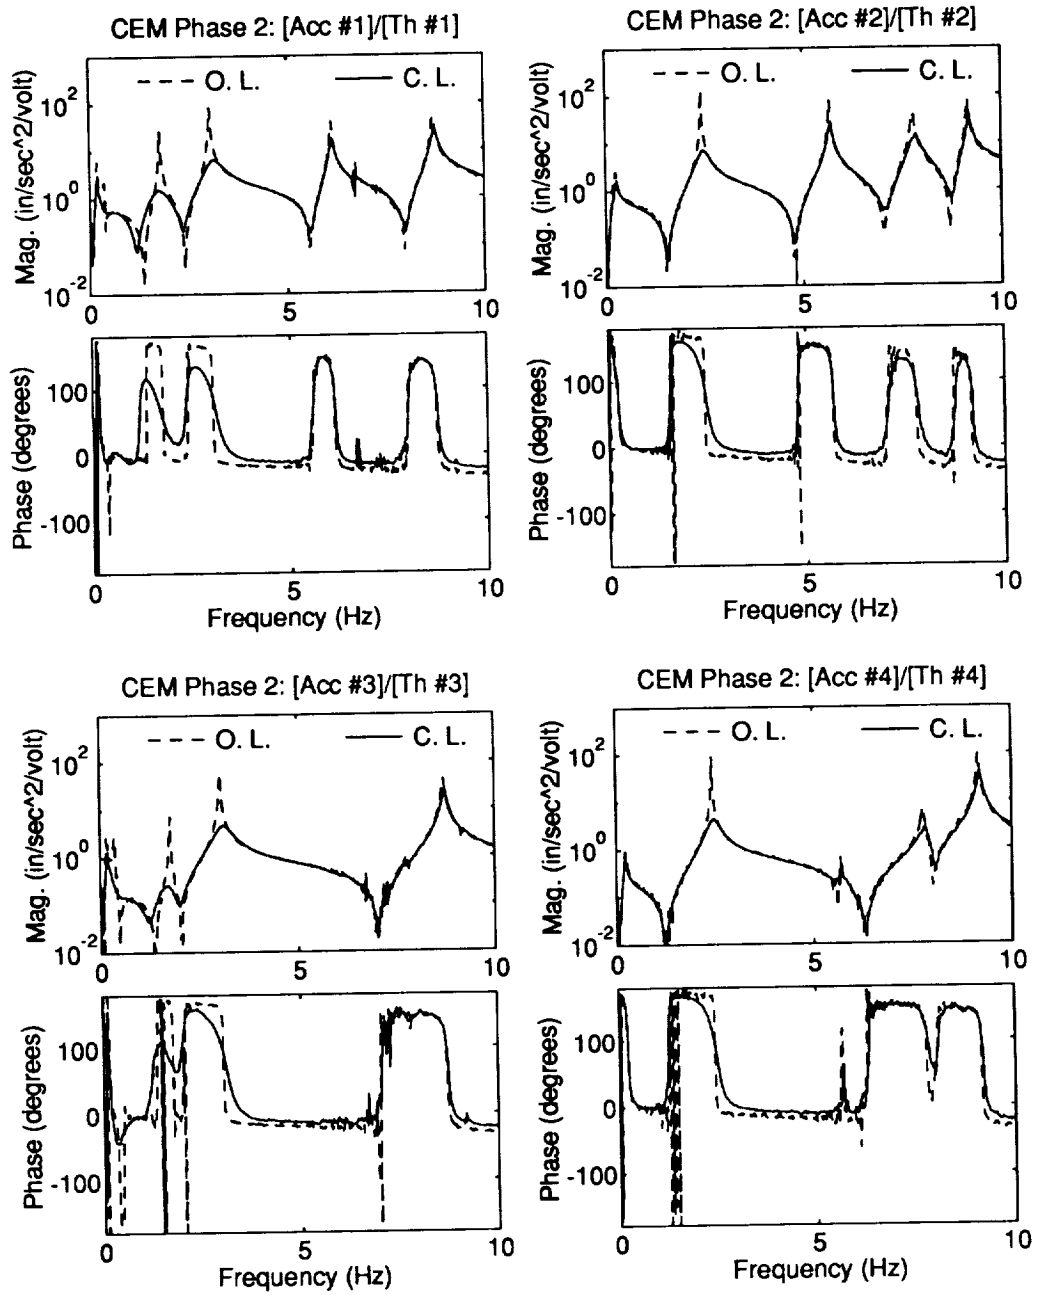 CEM Phase 2: [Acc #1]/[Th #1]
O. L.
C. L.
Mag. (in/sec^2/volt)
10^2
10^0
10^-2
0
5
10
Phase (degrees)
100
0
-100
0
5
10
Frequency (Hz)
CEM Phase 2: [Acc #2]/[Th #2]
O. L.
C. L.
Mag. (in/sec^2/volt)
10^2
10^0
10^-2
0
5
10
Phase (degrees)
100
0
-100
0
5
10
Frequency (Hz)
CEM Phase 2: [Acc #3]/[Th #3]
O. L.
C. L.
Mag. (in/sec^2/volt)
10^2
10^0
10^-2
0
5
10
Phase (degrees)
100
0
-100
0
5
10
Frequency (Hz)
CEM Phase 2: [Acc #4]/[Th #4]
O. L.
C. L.
Mag. (in/sec^2/volt)
10^2
10^0
10^-2
0
5
10
Phase (degrees)
100
0
-100
0
5
10
Frequency (Hz)